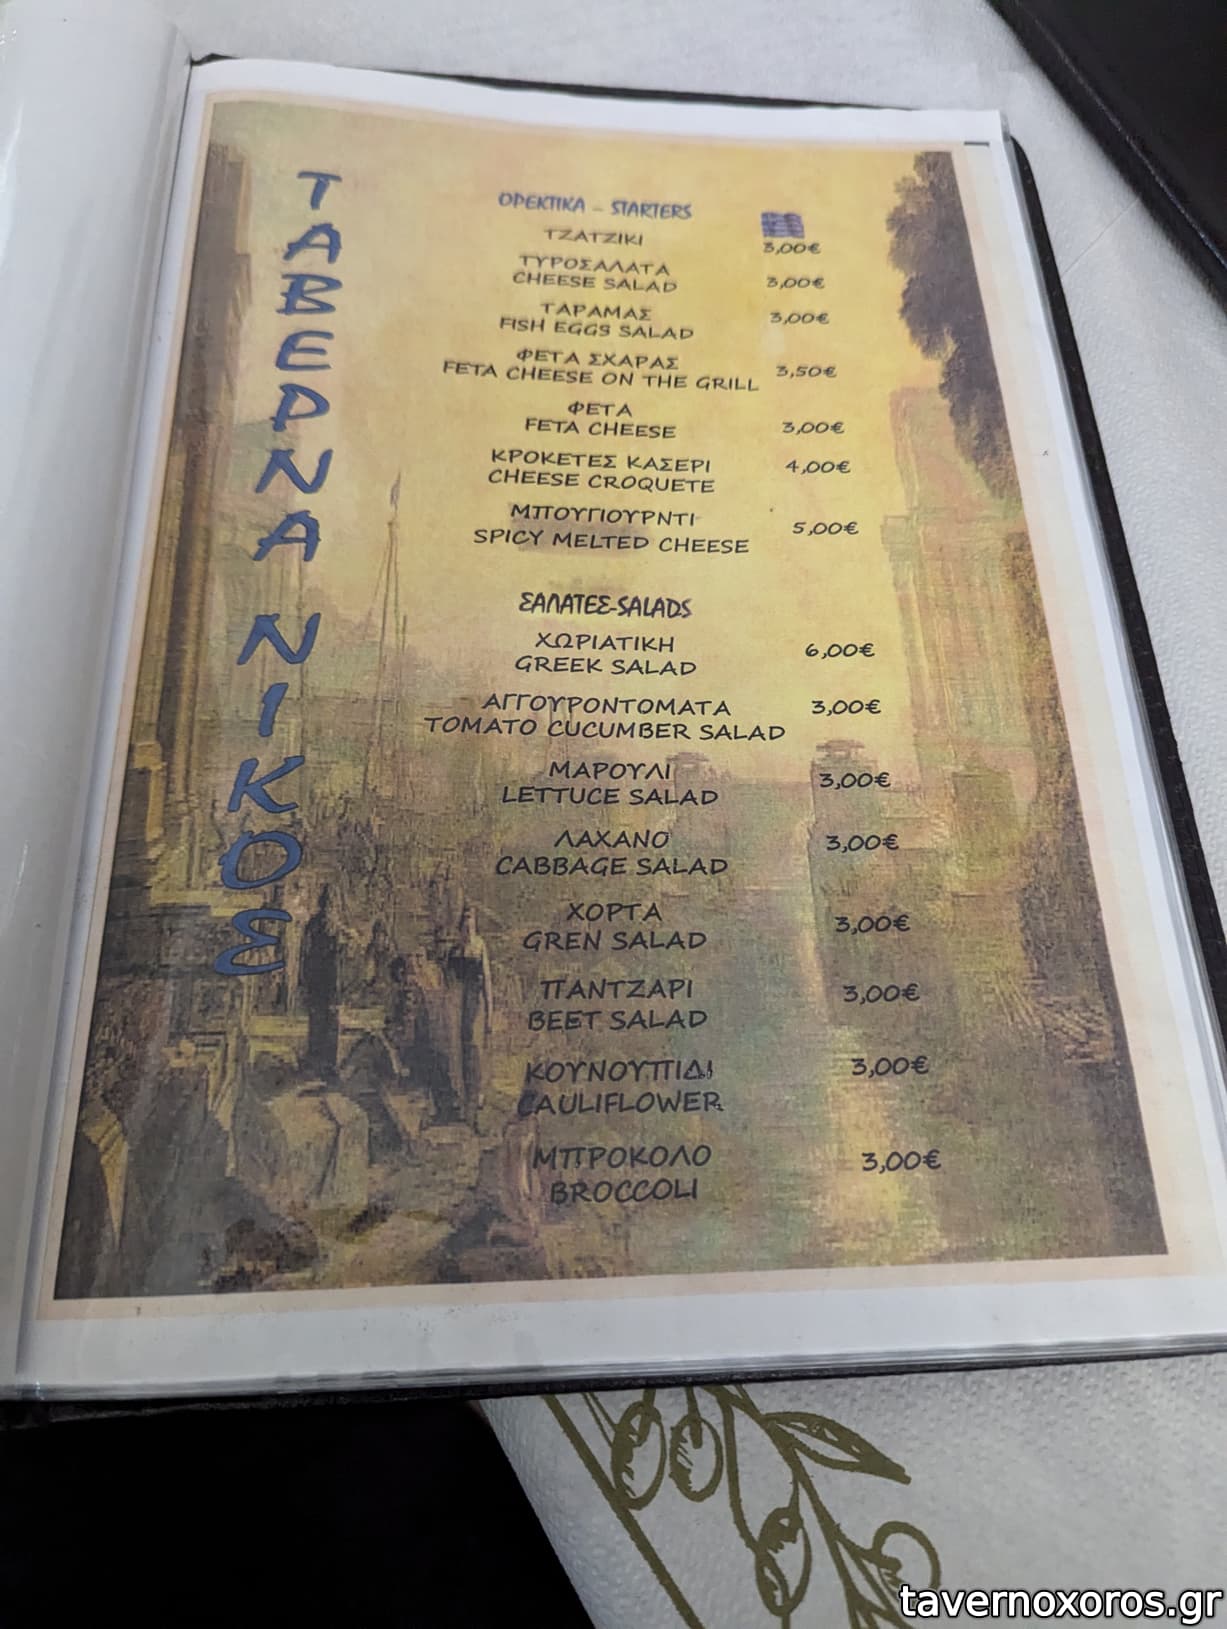 ΤΑΒΕΡΝΑ ΝΙΚΟΣ
ΟΡΕΚΤΙΚΑ – STARTERS
ΤΖΑΤΖΙΚΙ 3,00€
ΤΥΡΟΣΑΛΑΤΑ
CHEESE SALAD 3,00€
ΤΑΡΑΜΑΣ
FISH EGGS SALAD 3,00€
ΦΕΤΑ ΣΧΑΡΑΣ
FETA CHEESE ON THE GRILL 3,50€
ΦΕΤΑ
FETA CHEESE 3,00€
ΚΡΟΚΕΤΕΣ ΚΑΣΕΡΙ 4,00€
CHEESE CROQUETE
ΜΠΟΥΓΙΟΥΡΝΤΙ 5,00€
SPICY MELTED CHEESE
ΣΑΛΑΤΕΣ-SALADS
ΧΩΡΙΑΤΙΚΗ 6,00€
GREEK SALAD
ΑΓΓΟΥΡΟΝΤΟΜΑΤΑ 3,00€
TOMATO CUCUMBER SALAD
ΜΑΡΟΥΛΙ 3,00€
LETTUCE SALAD
ΛΑΧΑΝΟ 3,00€
CABBAGE SALAD
ΧΟΡΤΑ 3,00€
GREN SALAD
ΠΑΝΤΖΑΡΙ 3,00€
BEET SALAD
ΚΟΥΝΟΥΠΙΔΙ 3,00€
CAULIFLOWER
ΜΠΡΟΚΟΛΟ 3,00€
BROCCOLI
tavernoxoros.gr